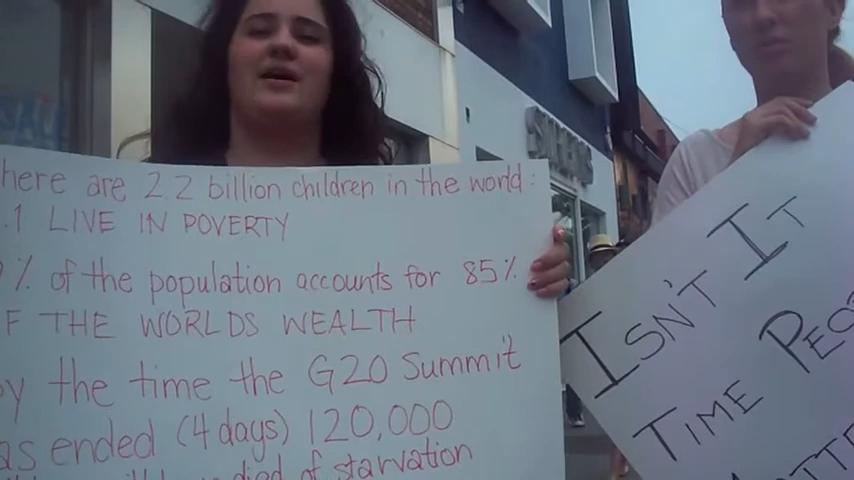 here are 2.2 billion children in the world:
.1 LIVE IN POVERTY
% of the population accounts for 85%
F THE WORLDS WEALTH
by the time the G20 Summit
as ended (4 days) 120,000
died of starvation
ISN'T IT
TIME PEO